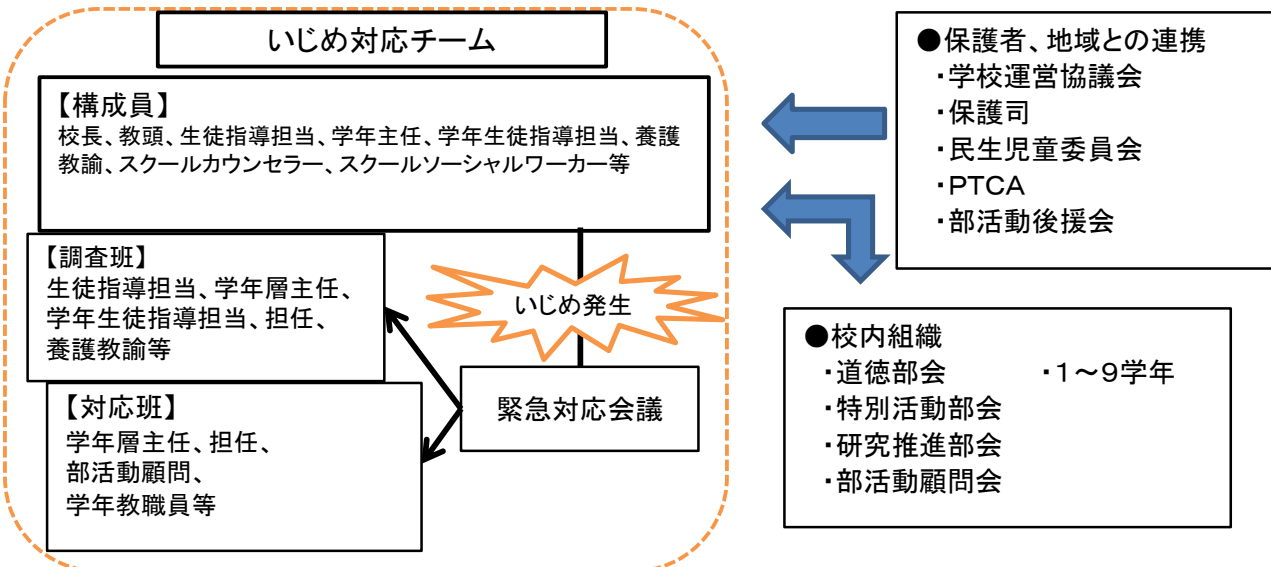 いじめ対応チーム
【構成員】
校長、教頭、生徒指導担当、学年主任、学年生徒指導担当、養護
教諭、スクールカウンセラー、スクールソーシャルワーカー等
【調査班】
生徒指導担当、学年層主任、
学年生徒指導担当、担任、
養護教諭等
いじめ発生
緊急対応会議
【対応班】
学年層主任、担任、
部活動顧問、
学年教職員等
●保護者、地域との連携
・学校運営協議会
・保護司
・民生児童委員会
・PTCA
・部活動後援会
●校内組織
・道徳部会　　　・1～9学年
・特別活動部会
・研究推進部会
・部活動顧問会